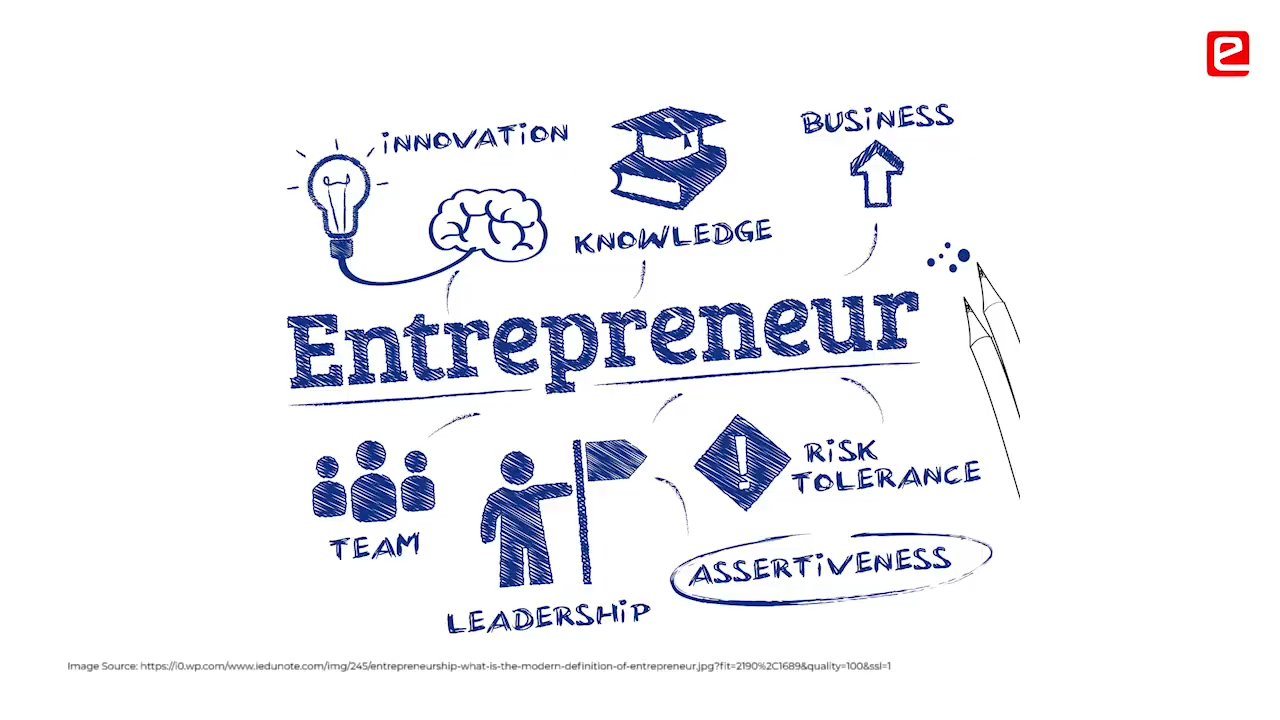 e
iNNOVATiON
BUSiNESS
KNOWLEDGE
Entrepreneur
RiSK
TOLERANCE
TEAM
ASSERTiVENESS
LEADERSHiP
Image Source: https://i0.wp.com/www.iedunote.com/img/245/entrepreneurship-what-is-the-modern-definition-of-entrepreneur.jpg?fit=2190%2C1689&quality=100&ssl=1